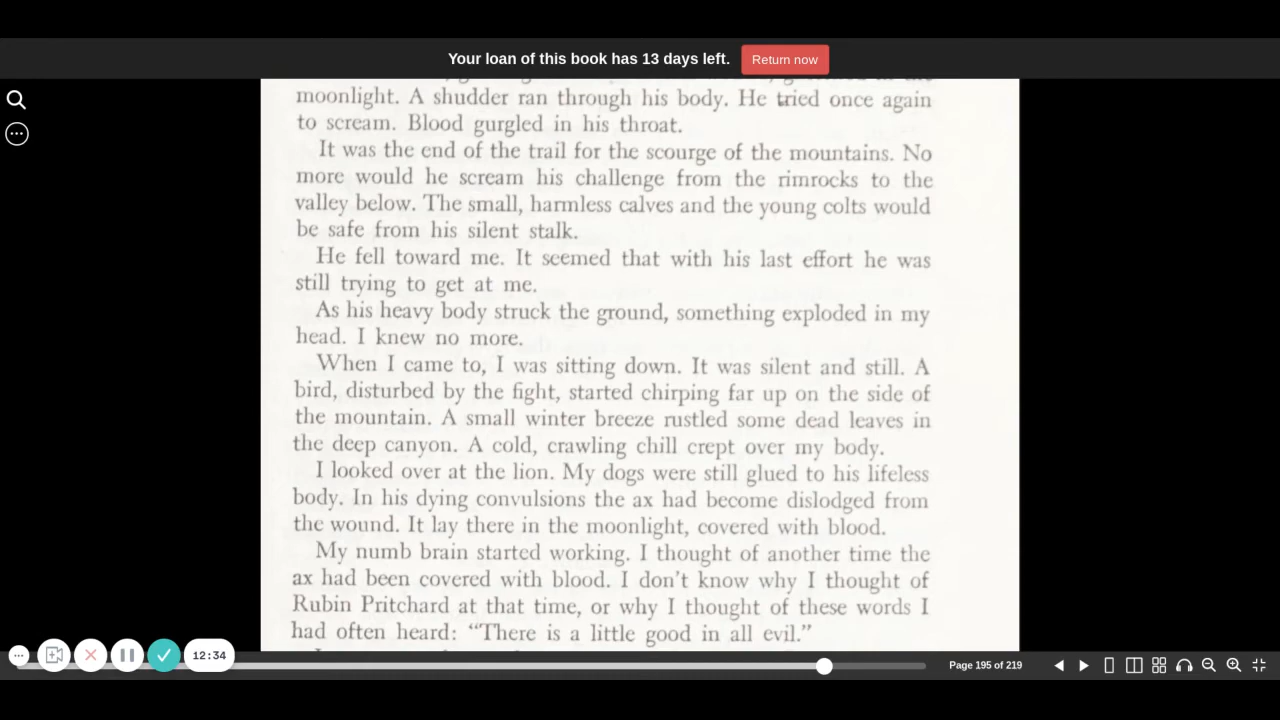 Your loan of this book has 13 days left. Return now
moonlight. A shudder ran through his body. He tried once again
to scream. Blood gurgled in his throat.
It was the end of the trail for the scourge of the mountains. No
more would he scream his challenge from the rimrocks to the
valley below. The small, harmless calves and the young colts would
be safe from his silent stalk.
He fell toward me. It seemed that with his last effort he was
still trying to get at me.
As his heavy body struck the ground, something exploded in my
head. I knew no more.
When I came to, I was sitting down. It was silent and still. A
bird, disturbed by the fight, started chirping far up on the side of
the mountain. A small winter breeze rustled some dead leaves in
the deep canyon. A cold, crawling chill crept over my body.
I looked over at the lion. My dogs were still glued to his lifeless
body. In his dying convulsions the ax had become dislodged from
the wound. It lay there in the moonlight, covered with blood.
My numb brain started working. I thought of another time the
ax had been covered with blood. I don't know why I thought of
Rubin Pritchard at that time, or why I thought of these words I
had often heard: “There is a little good in all evil.”
12:34
Page 195 of 219